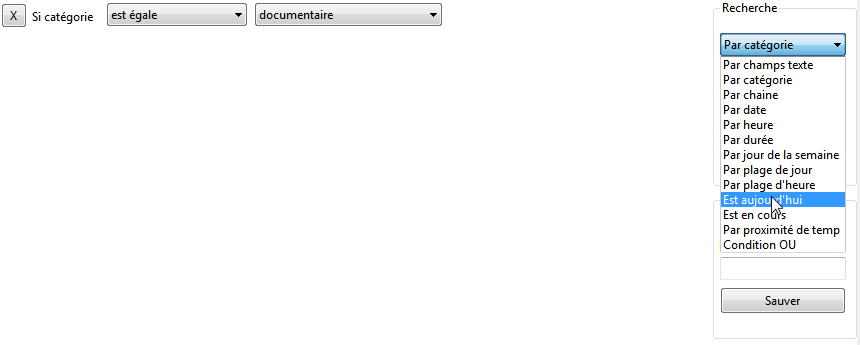 X Si catégorie est égale documentaire
Recherche
Par catégorie
Par champs texte
Par catégorie
Par chaine
Par date
Par heure
Par durée
Par jour de la semaine
Par plage de jour
Par plage d'heure
Est aujourd'hui
Est en cours
Par proximité de temp
Condition OU
Sauver